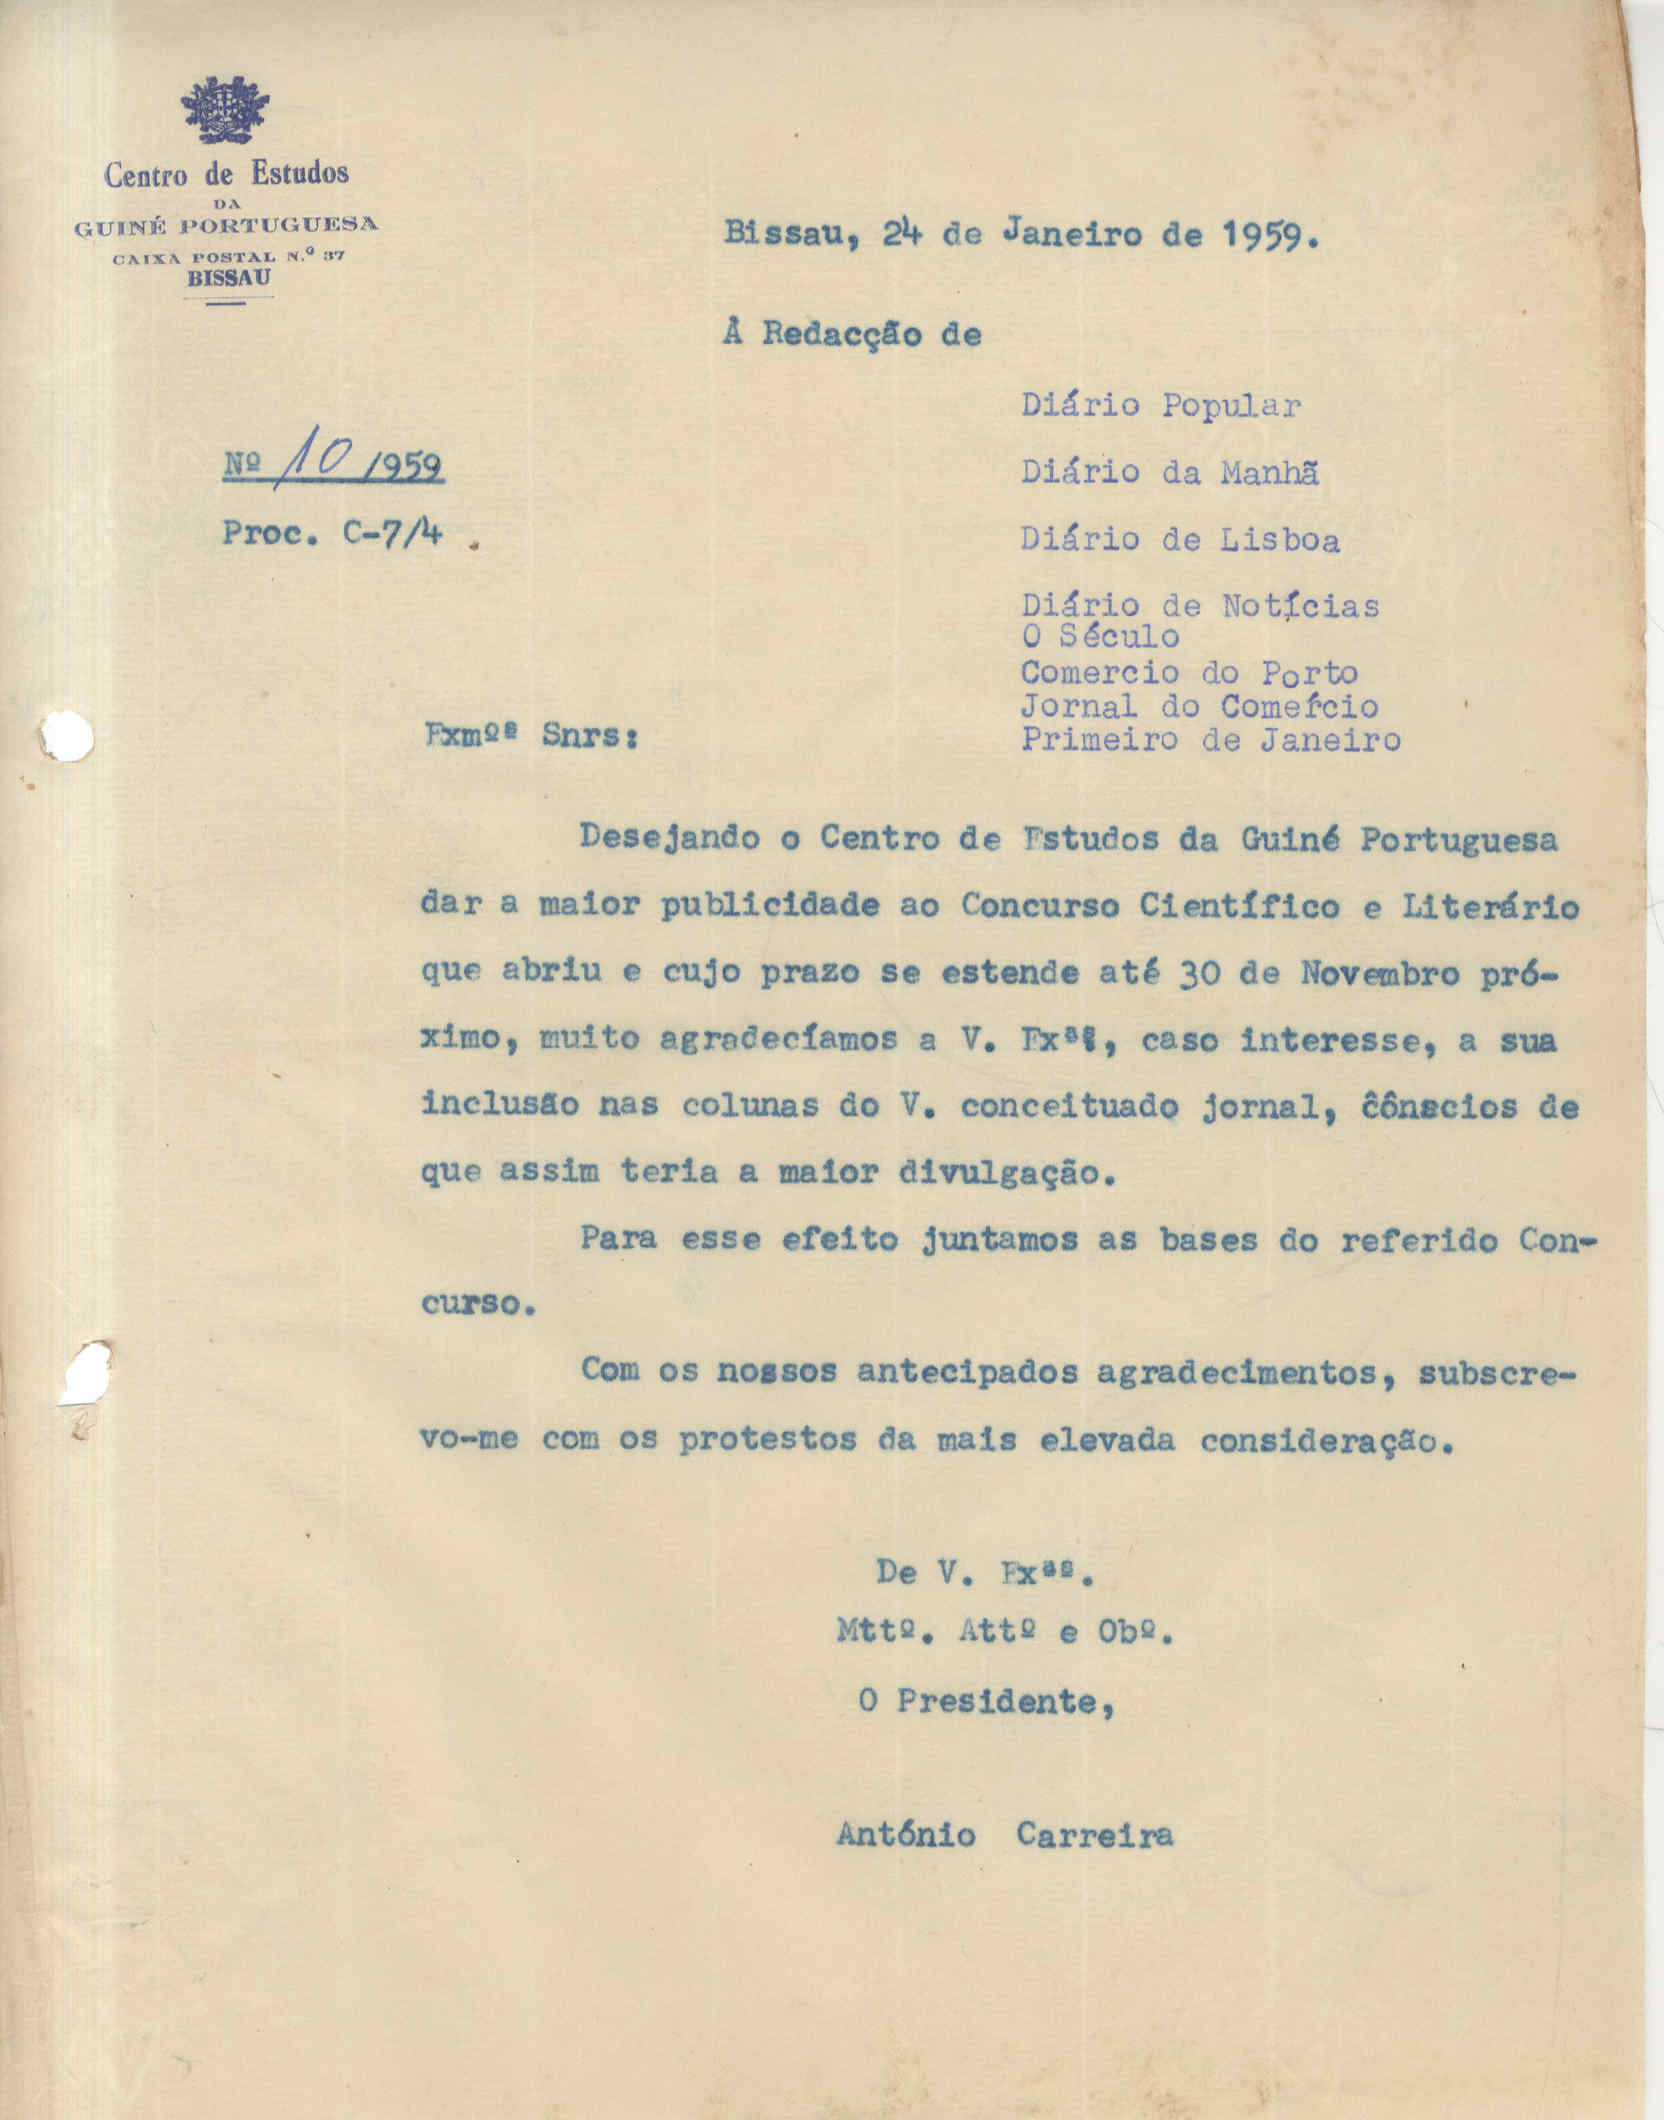 Centro de Estudos
DA
GUINÉ PORTUGUESA
CAIXA POSTAL N.º 37
BISSAU
Bissau, 24 de Janeiro de 1959.
À Redacção de
Diário Popular
Nº 10/1959
Diário da Manhã
Proc. C-7/4
Diário de Lisboa
Diário de Notícias
O Século
Comercio do Porto
Jornal do Comércio
Exmºs Snrs:
Primeiro de Janeiro
Desejando o Centro de Estudos da Guiné Portuguesa
dar a maior publicidade ao Concurso Científico e Literário
que abriu e cujo prazo se estende até 30 de Novembro pró-
ximo, muito agradecíamos a V. Exªs, caso interesse, a sua
inclusão nas colunas do V. conceituado jornal, ĉônscios de
que assim teria a maior divulgação.
Para esse efeito juntamos as bases do referido Con-
curso.
Com os nossos antecipados agradecimentos, subscre-
vo-me com os protestos da mais elevada consideração.
De V. Exªs.
Mttº. Attº e Obº.
O Presidente,
António Carreira